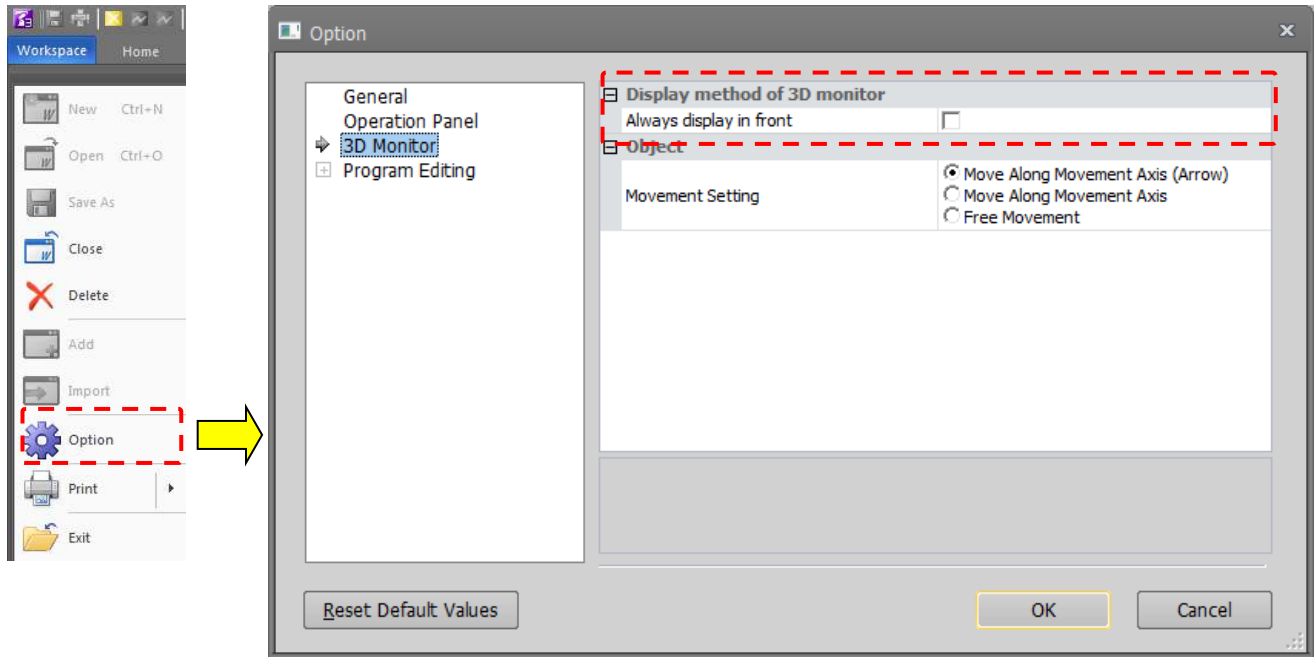 Workspace Home
New Ctrl+N
Open Ctrl+O
Save As
Close
Delete
Add
Import
Option
Print
Exit
Option
General
Operation Panel
3D Monitor
Program Editing
Display method of 3D monitor
Always display in front
Object
Movement Setting
Move Along Movement Axis (Arrow)
Move Along Movement Axis
Free Movement
Reset Default Values
OK Cancel